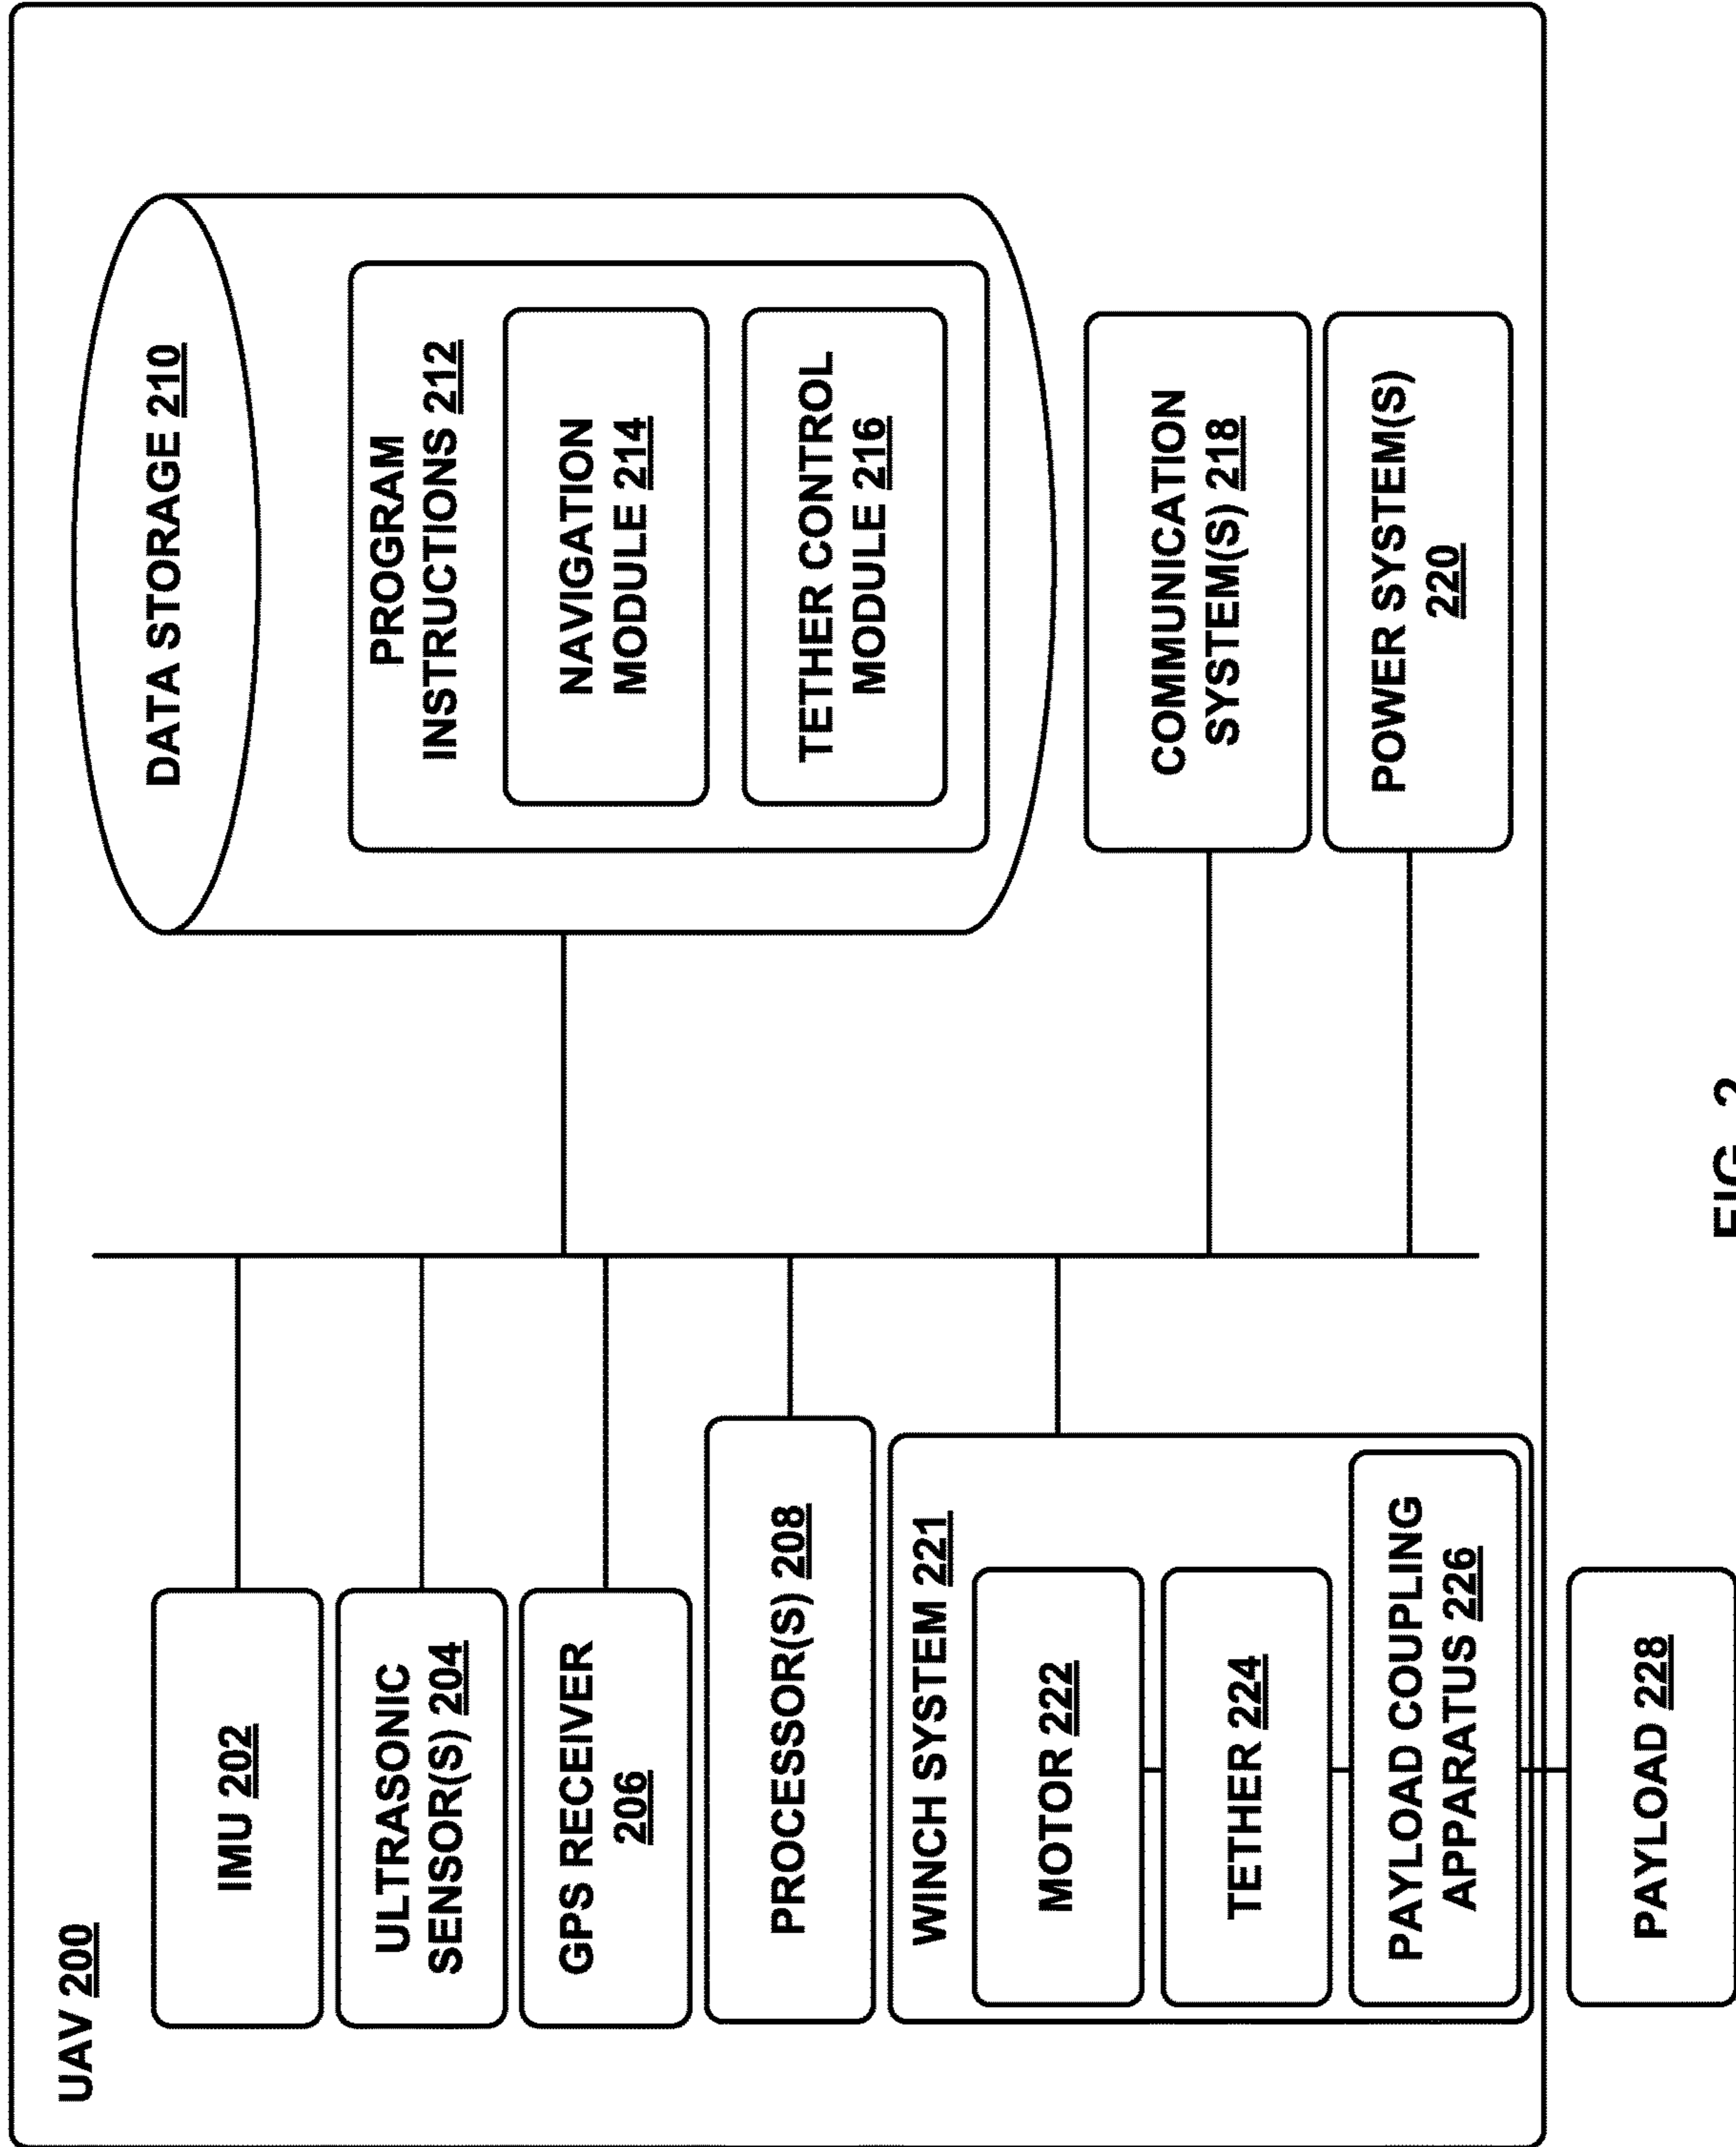 UAV 200
IMU 202
ULTRASONIC
SENSOR(S) 204
GPS RECEIVER
206
PROCESSOR(S) 208
WINCH SYSTEM 221
MOTOR 222
TETHER 224
PAYLOAD COUPLING
APPARATUS 226
PAYLOAD 228
DATA STORAGE 210
PROGRAM
INSTRUCTIONS 212
NAVIGATION
MODULE 214
TETHER CONTROL
MODULE 216
COMMUNICATION
SYSTEM(S) 218
POWER SYSTEM(S)
220
FIG. 2